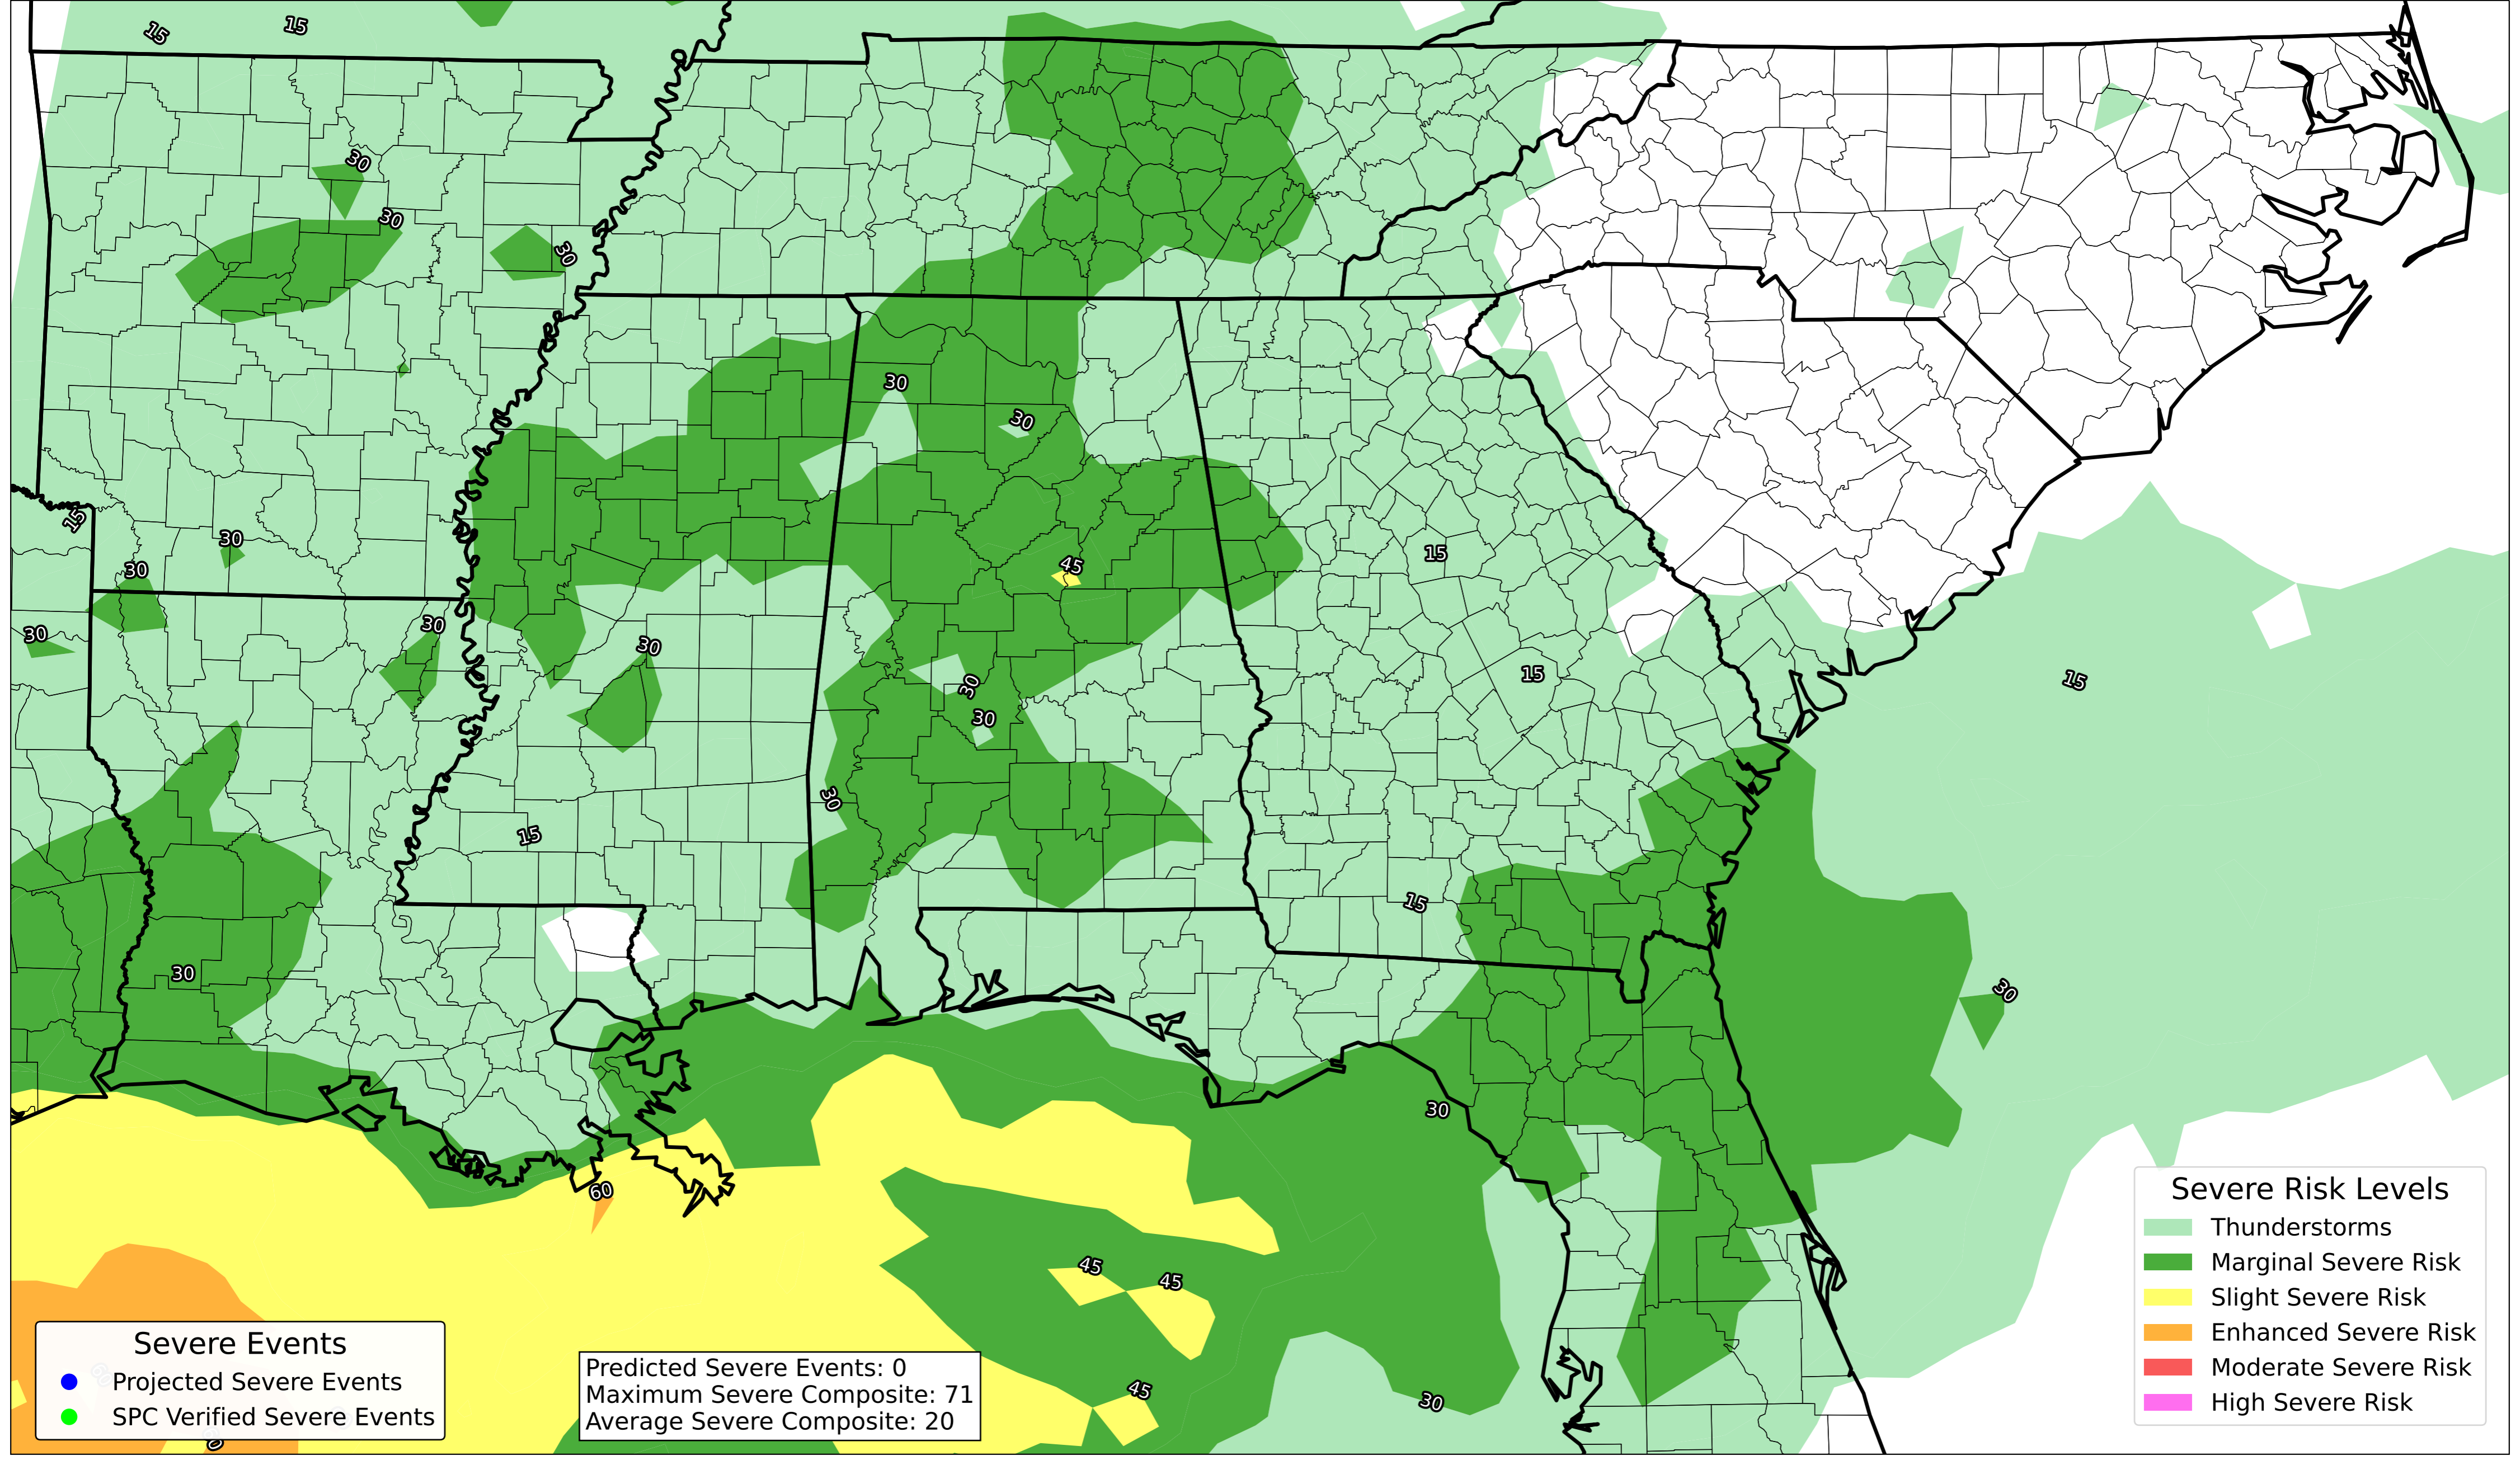 15
15
30
30
30
30
30
15
45
30
15
30
30
30
30
15
30
15
30
30
30
15
15
30
30
30
60
45
45
45
30
Severe Risk Levels
Thunderstorms
Marginal Severe Risk
Slight Severe Risk
Enhanced Severe Risk
Moderate Severe Risk
High Severe Risk
Severe Events
Projected Severe Events
SPC Verified Severe Events
Predicted Severe Events: 0
Maximum Severe Composite: 71
Average Severe Composite: 20